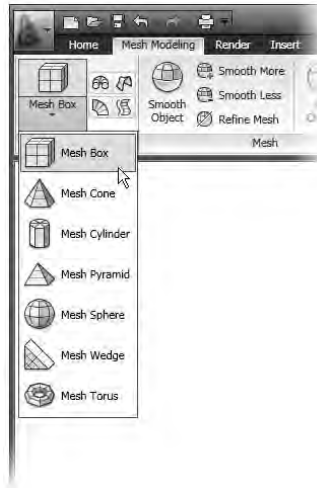 Home Mesh Modeling Render Insert
Mesh Box
Smooth Object
Smooth More
Smooth Less
Refine Mesh
Mesh
Mesh Box
Mesh Cone
Mesh Cylinder
Mesh Pyramid
Mesh Sphere
Mesh Wedge
Mesh Torus